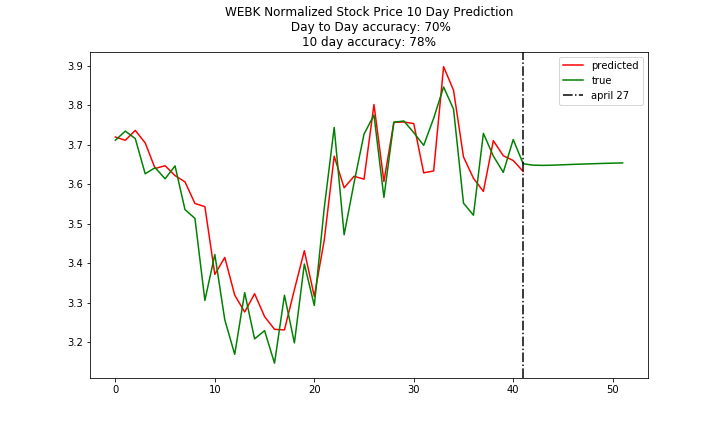 WEBK Normalized Stock Price 10 Day Prediction
Day to Day accuracy: 70%
10 day accuracy: 78%
predicted
true
april 27
3.9
3.8
3.7
3.6
3.5
3.4
3.3
3.2
0 10 20 30 40 50